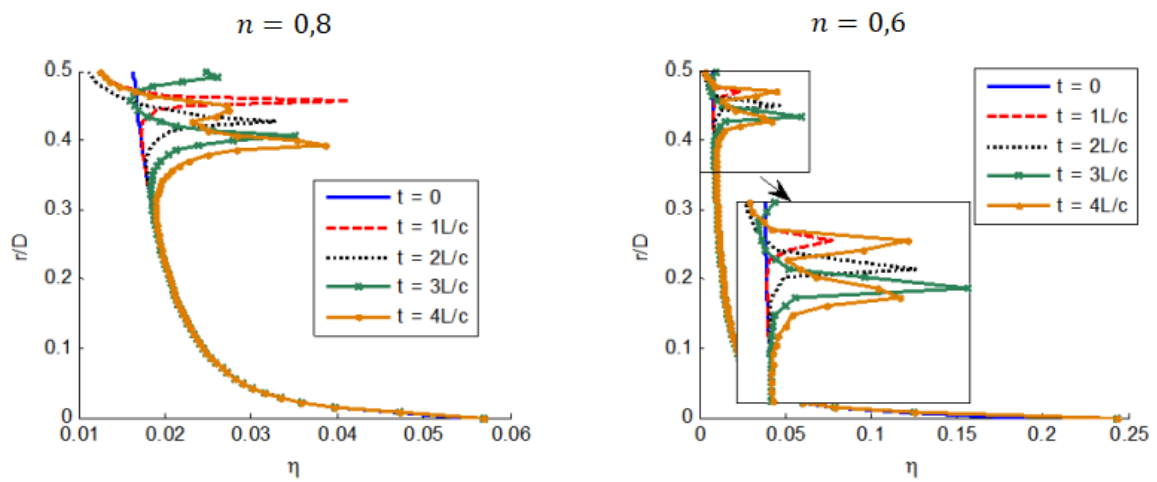 n = 0,8
0.5
0.4
0.3
0.2
0.1
0
r/D
t = 0
t = 1L/c
t = 2L/c
t = 3L/c
t = 4L/c
0.01
0.02
0.03
0.04
0.05
0.06
η
n = 0,6
0.5
0.4
0.3
0.2
0.1
0
r/D
t = 0
t = 1L/c
t = 2L/c
t = 3L/c
t = 4L/c
0
0.05
0.1
0.15
0.2
0.25
η